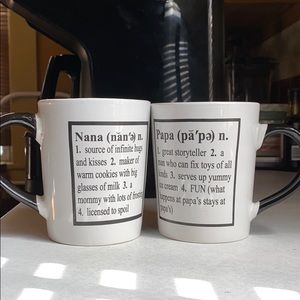 Nana (năn'ə) n.
1. source of infinite hugs
and kisses 2. maker of
warm cookies with big
glasses of milk 3. a
mommy with lots of frosting
4. licensed to spoil
Papa (pä'pə) n.
1. great storyteller 2. a
man who can fix toys of all
kinds 3. serves up yummy
ice cream 4. FUN (what
happens at papa's stays at
papa's)